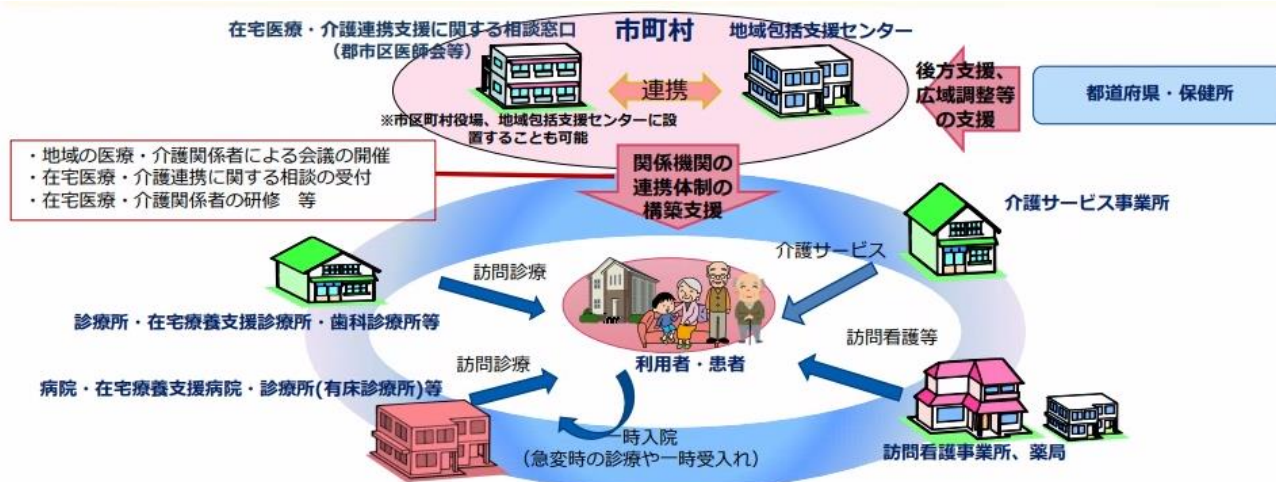 在宅医療・介護連携支援に関する相談窓口
（郡市区医師会等）
市町村
地域包括支援センター
連携
※市区町村役場、地域包括支援センターに設
置することも可能
後方支援、
広域調整等
の支援
都道府県・保健所
・地域の医療・介護関係者による会議の開催
・在宅医療・介護連携に関する相談の受付
・在宅医療・介護関係者の研修　等
関係機関の
連携体制の
構築支援
介護サービス事業所
介護サービス
訪問診療
診療所・在宅療養支援診療所・歯科診療所等
利用者・患者
訪問看護等
訪問診療
病院・在宅療養支援病院・診療所(有床診療所)等
一時入院
（急変時の診療や一時受入れ）
訪問看護事業所、薬局